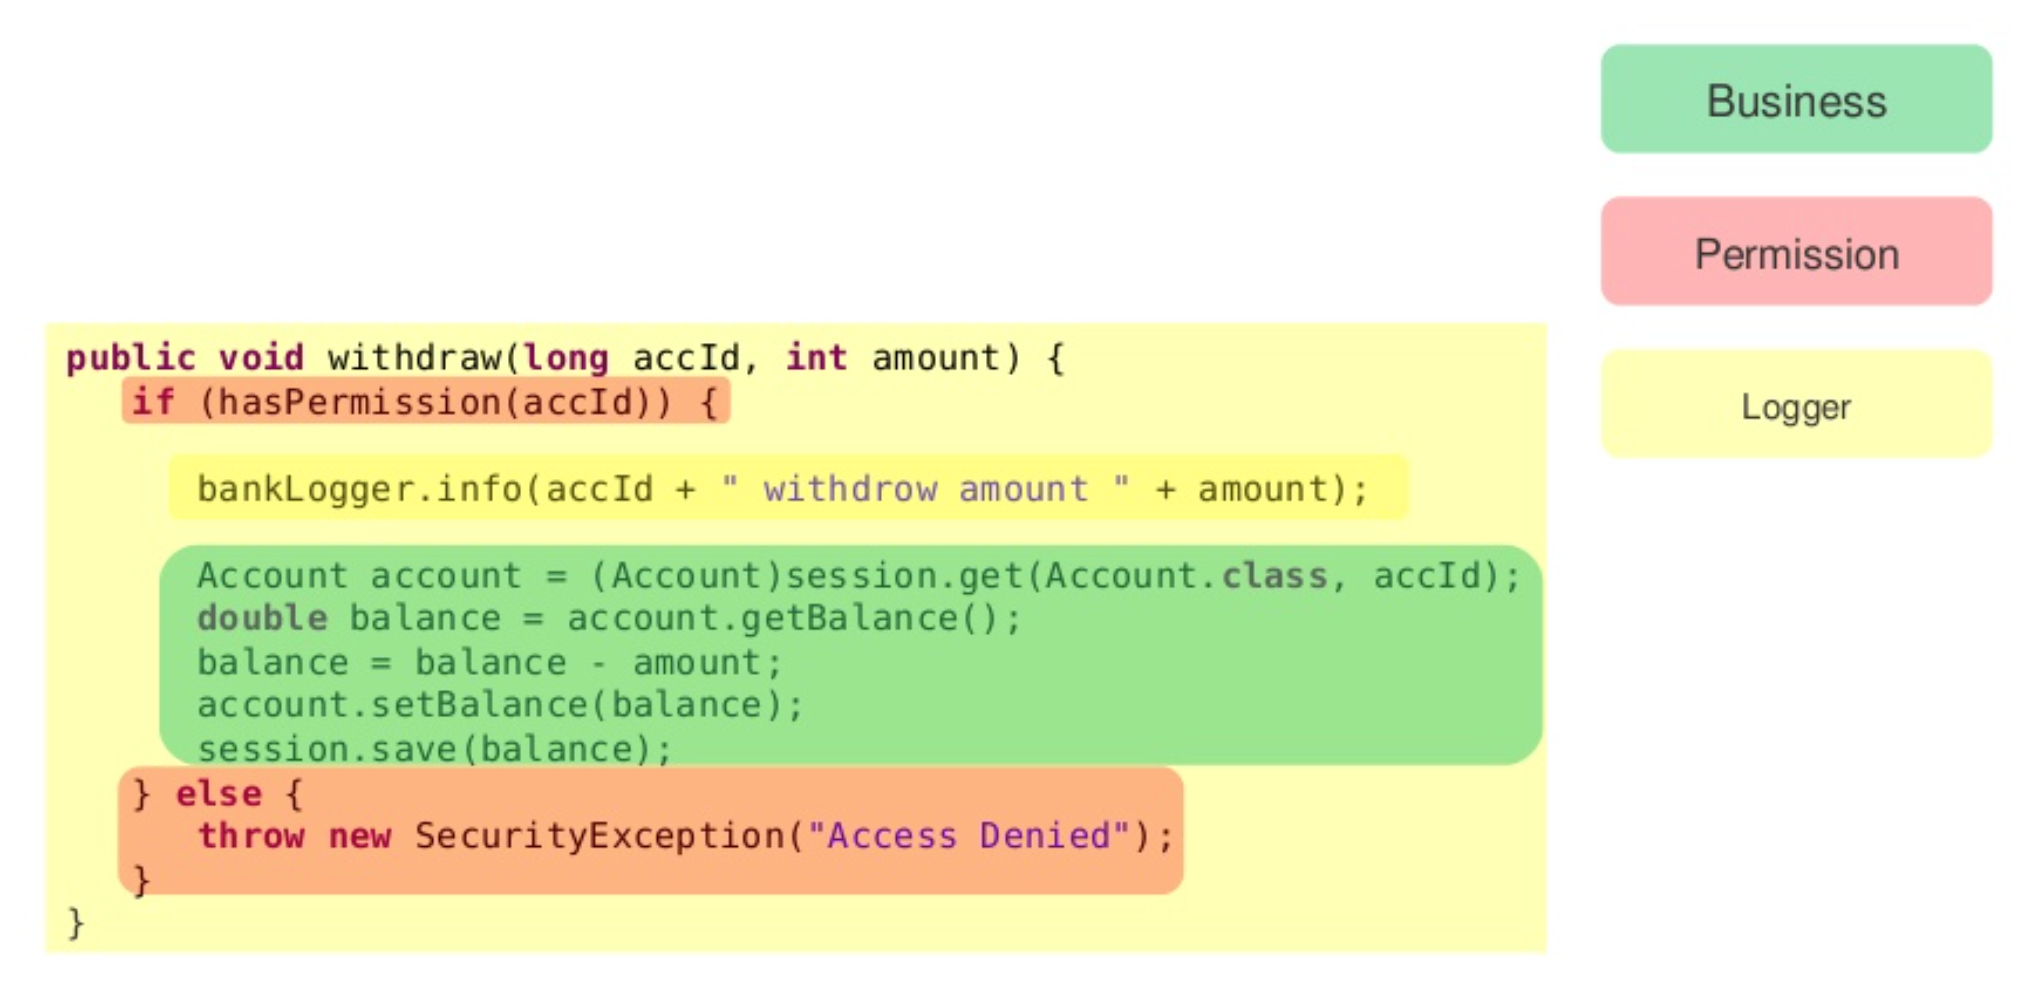 Business
Permission
Logger
public void withdraw(long accId, int amount) {
if (hasPermission(accId)) {
bankLogger.info(accId + " withdrow amount " + amount);
Account account = (Account)session.get(Account.class, accId);
double balance = account.getBalance();
balance = balance - amount;
account.setBalance(balance);
session.save(balance);
} else {
throw new SecurityException("Access Denied");
}
}